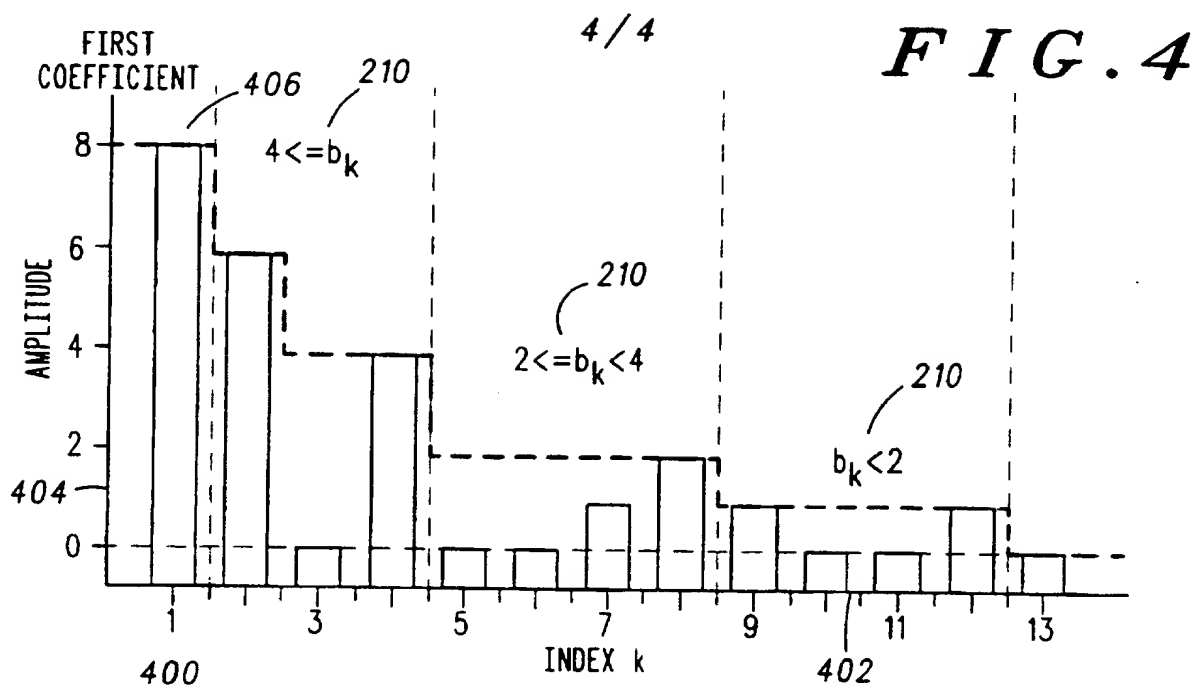 4/4
FIG.4
FIRST
COEFFICIENT
406
210
4<=b_k
8
6
4
2
0
AMPLITUDE
404
210
2<=b_k<4
210
b_k<2
1
3
5
7
9
11
13
INDEX k
400
402